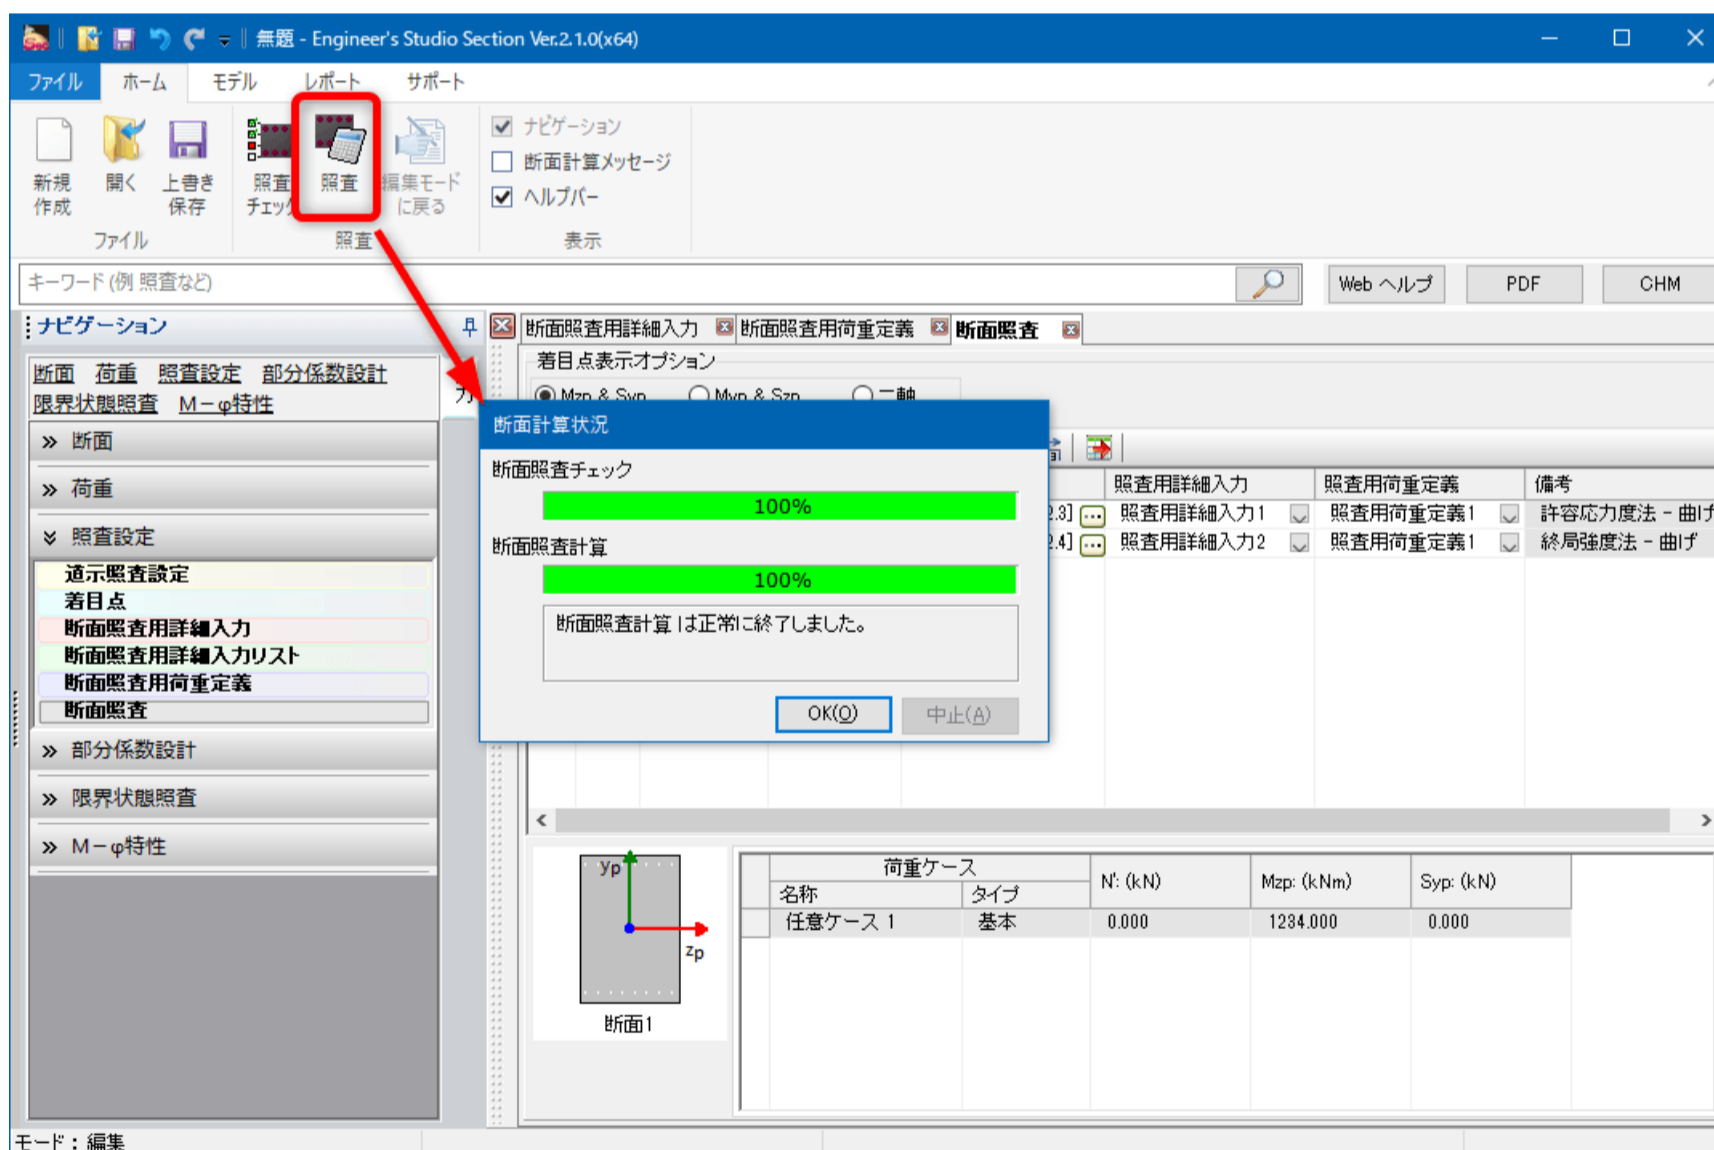 無題 - Engineer's Studio Section Ver.2.1.0(x64)
ファイル ホーム モデル レポート サポート
新規作成 開く 上書き保存 照査チェック 照査 編集モードに戻る
ナビゲーション
断面計算メッセージ
ヘルプバー
ファイル 照査 表示
キーワード (例 照査など) Web ヘルプ PDF CHM
ナビゲーション
断面 荷重 照査設定 部分係数設計
限界状態照査 M-φ特性
» 断面
» 荷重
照査設定
道示照査設定
着目点
断面照査用詳細入力
断面照査用詳細入力リスト
断面照査用荷重定義
断面照査
» 部分係数設計
» 限界状態照査
» M-φ特性
力
断面照査用詳細入力 断面照査用荷重定義 断面照査
着目点表示オプション
Mzp & Syp Myp & Szp 二軸
照査用詳細入力 照査用荷重定義 備考
2.3] ... 照査用詳細入力1 照査用荷重定義1 許容応力度法 - 曲げ
2.4] ... 照査用詳細入力2 照査用荷重定義1 終局強度法 - 曲げ
断面計算状況
断面照査チェック
100%
断面照査計算
100%
断面照査計算 は正常に終了しました。
OK(O) 中止(A)
yp
zp
断面1
荷重ケース N': (kN) Mzp: (kNm) Syp: (kN)
名称 タイプ
任意ケース 1 基本 0.000 1234.000 0.000
モード : 編集